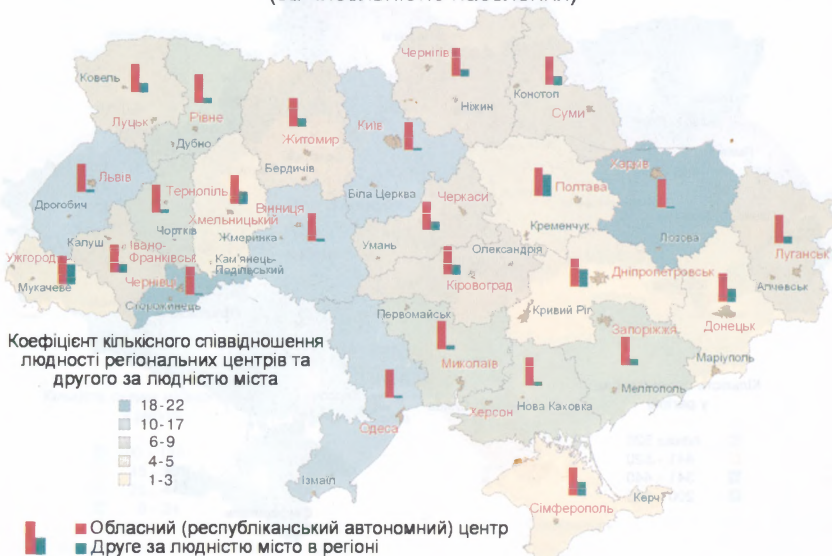 Чернігів
Ковель
Конотоп
Ніжин
Луцьк
Рівне
Суми
Київ
Житомир
Дубно
Бердичів
Харків
Львів
Тернопіль
Біла Церква
Черкаси
Полтава
Дрогобич
Хмельницький
Вінниця
Кременчук
Чортків
Калуш
Івано-
Франківськ
Жмеринка
Умань
Олександрія
Лозова
Ужгород
Кам'янець-
Подільський
Луганськ
Мукачеве
Чернівці
Кіровоград
Дніпропетровськ
Алчевськ
Сторожинець
Первомайськ
Кривий Ріг
Донецьк
Запоріжжя
Коефіцієнт кількісного співвідношення
людності регіональних центрів та
другого за людністю міста
Миколаїв
Маріуполь
Мелітополь
18-22
10-17
6-9
4-5
1-3
Херсон
Нова Каховка
Одеса
Ізмаїл
Сімферополь
Керч
Обласний (республіканський автономний) центр
Друге за людністю місто в регіоні